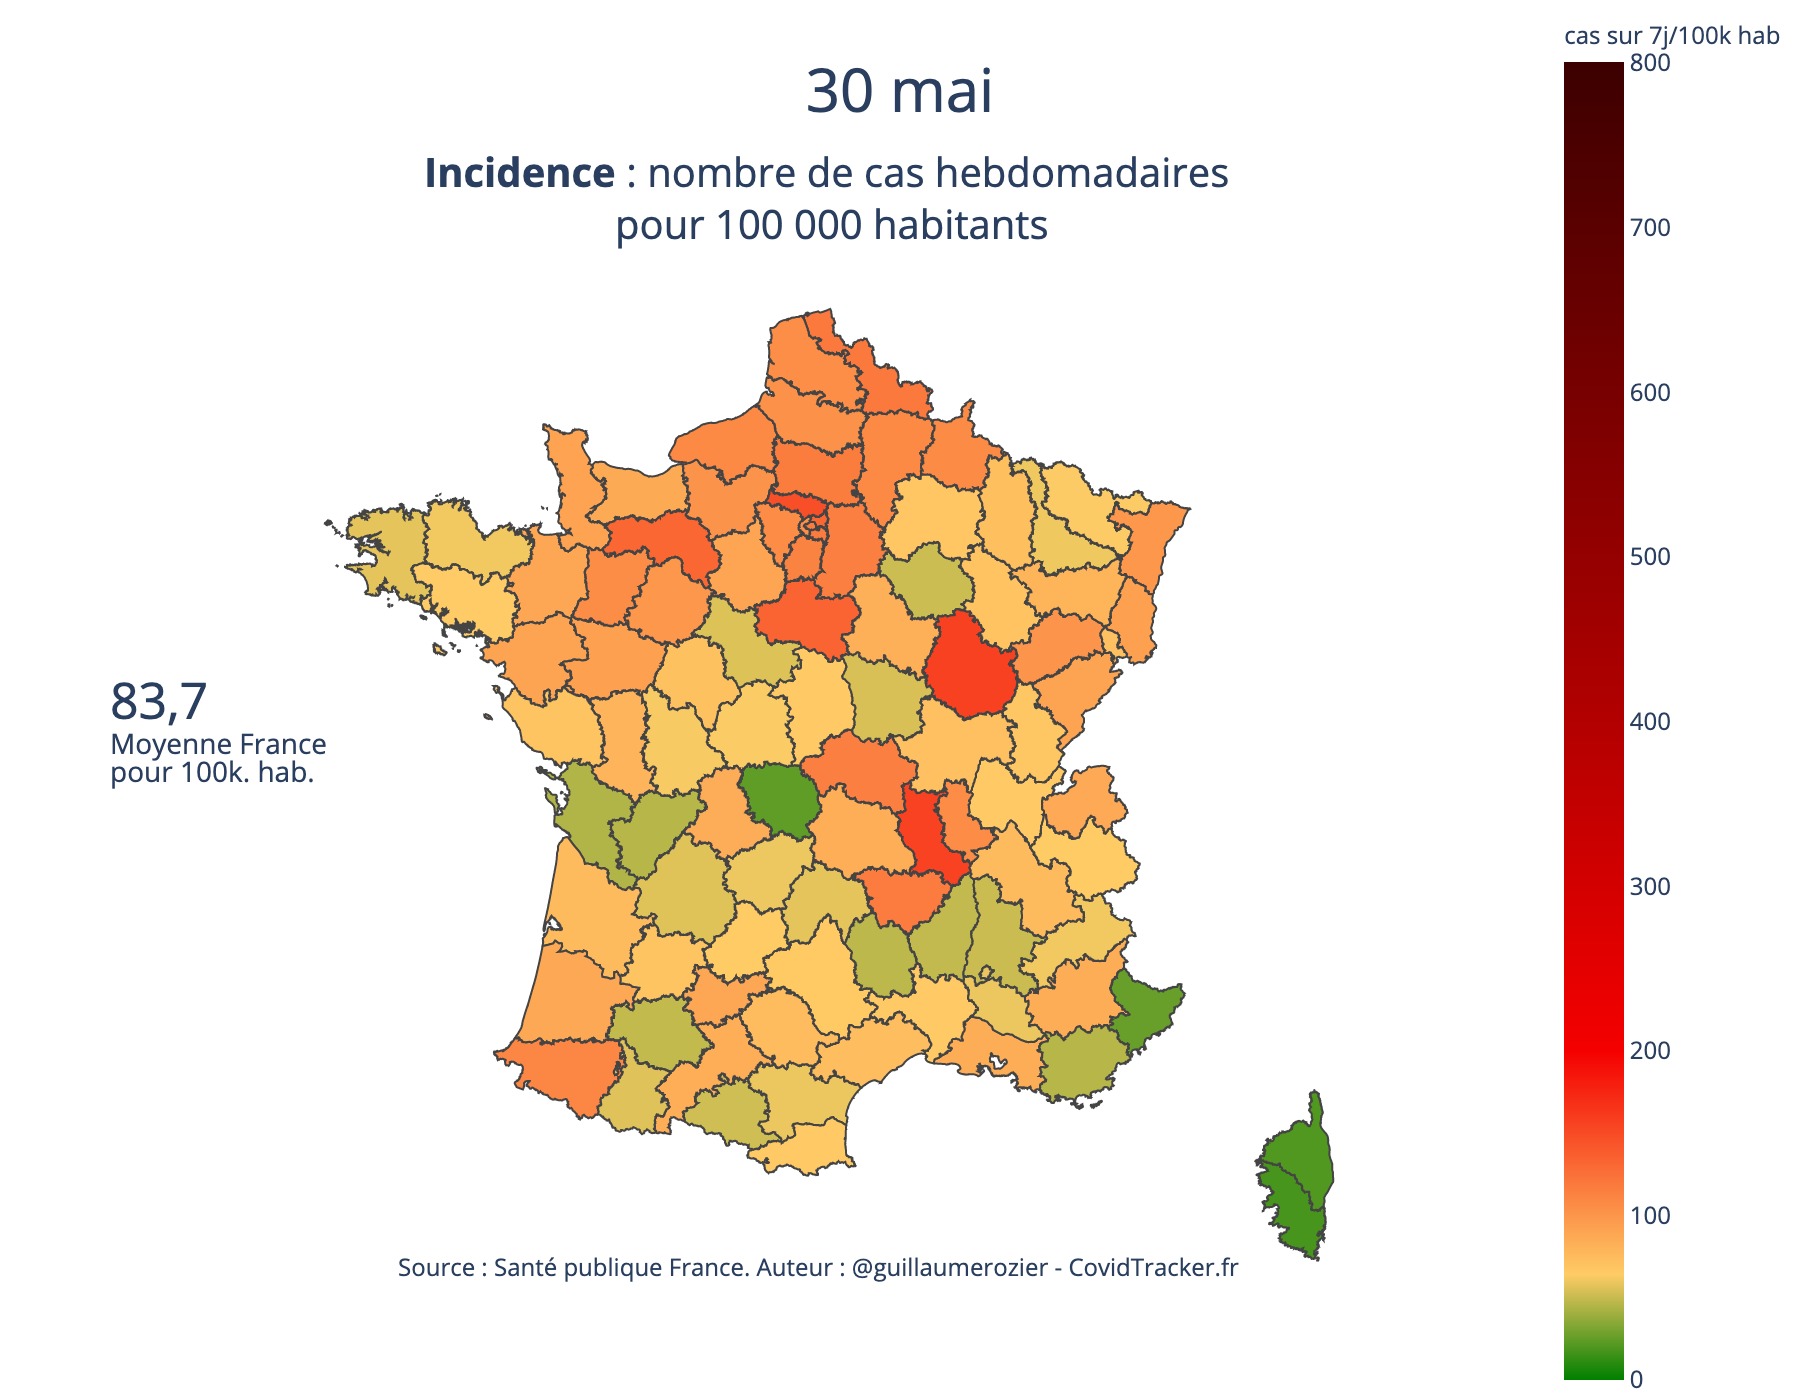 cas sur 7j/100k hab
30 mai
Incidence : nombre de cas hebdomadaires
pour 100 000 habitants
83,7
Moyenne France
pour 100k. hab.
800
700
600
500
400
300
200
100
0
Source : Santé publique France. Auteur : @guillaumerozier - CovidTracker.fr